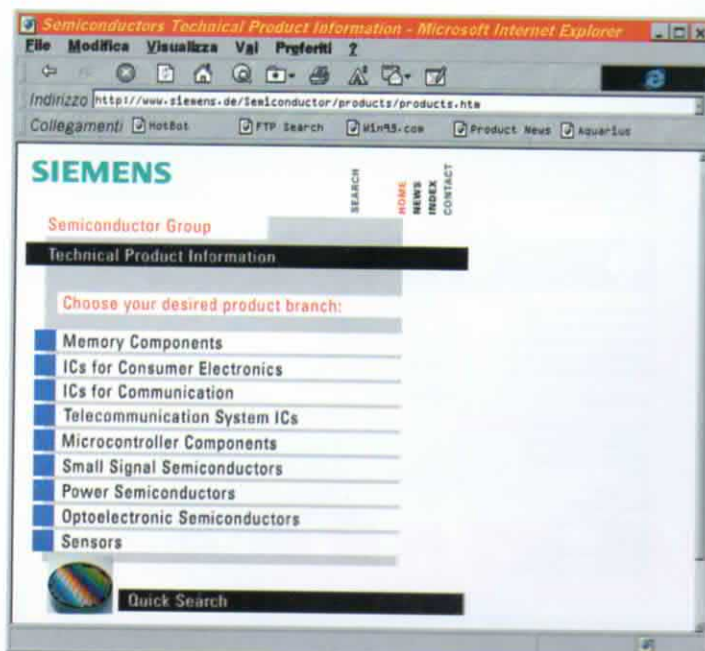 Semiconductors Technical Product Information - Microsoft Internet Explorer
File Modifica Visualizza Vai Preferiti ?
Indirizzo http://www.siemens.de/Semiconductor/products/products.htm
Collegamenti HotBot FTP Search Win95.com Product News Aquarius
SIEMENS
SEARCH
HOME
NEWS
INDEX
CONTACT
Semiconductor Group
Technical Product Information
Choose your desired product branch:
Memory Components
ICs for Consumer Electronics
ICs for Communication
Telecommunication System ICs
Microcontroller Components
Small Signal Semiconductors
Power Semiconductors
Optoelectronic Semiconductors
Sensors
Quick Search